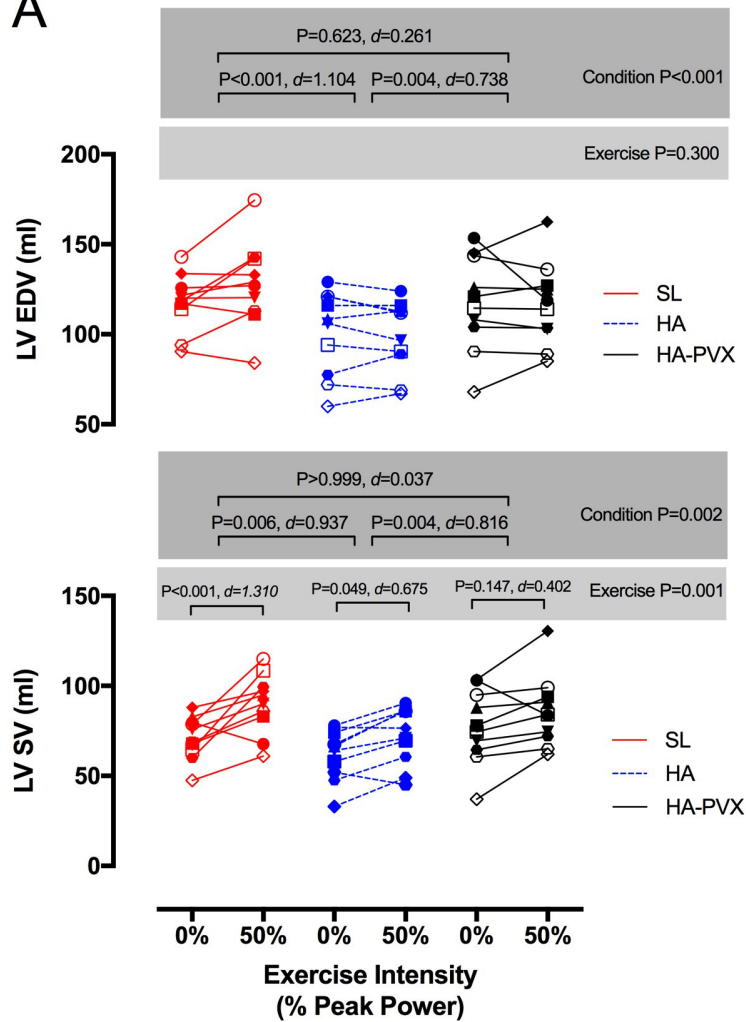 A
P=0.623, d=0.261
P<0.001, d=1.104 P=0.004, d=0.738 Condition P<0.001
Exercise P=0.300
200
150
100
50
LV EDV (ml)
SL
HA
HA-PVX
P>0.999, d=0.037
P=0.006, d=0.937 P=0.004, d=0.816 Condition P=0.002
P<0.001, d=1.310 P=0.049, d=0.675 P=0.147, d=0.402 Exercise P=0.001
150
100
50
0
LV SV (ml)
SL
HA
HA-PVX
0% 50% 0% 50% 0% 50%
Exercise Intensity
(% Peak Power)